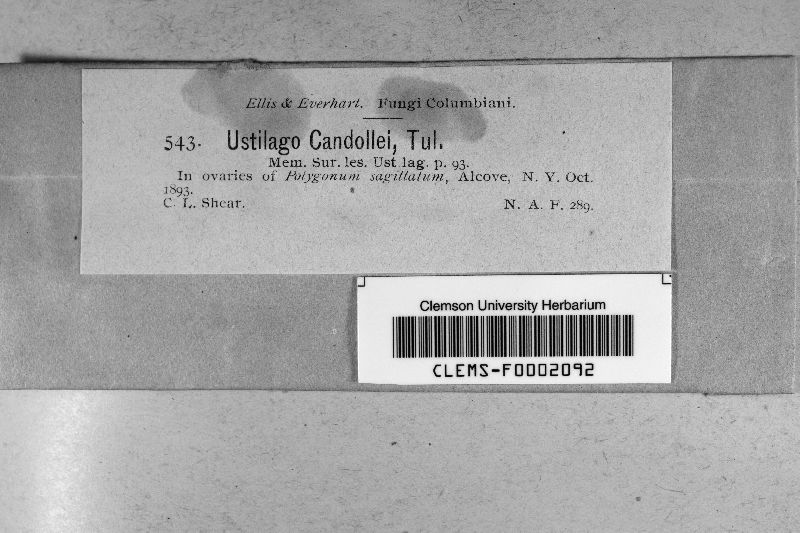 Ellis & Everhart. Fungi Columbiani.
543. Ustilago Candollei, Tul.
Mem. Sur. les. Ust lag. p. 93.
In ovaries of Polygonum sagittatum, Alcove, N. Y. Oct.
1893.
C. L. Shear. N. A. F. 289.
Clemson University Herbarium
CLEMS-F0002092